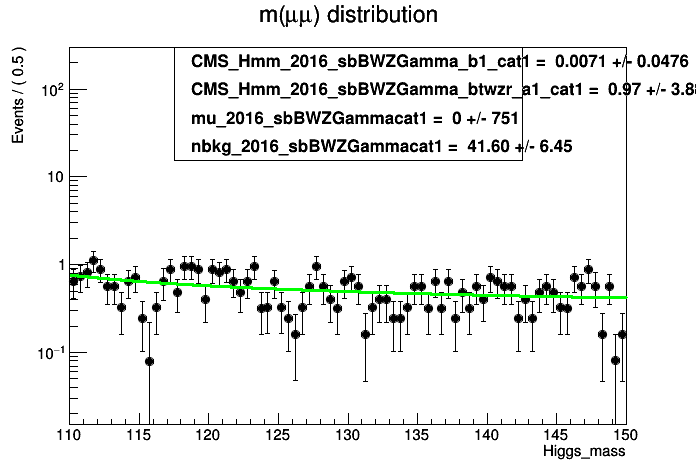 m(μμ) distribution
Events / ( 0.5 )
CMS_Hmm_2016_sbBWZGamma_b1_cat1 = 0.0071 +/- 0.0476
CMS_Hmm_2016_sbBWZGamma_btwzr_a1_cat1 = 0.97 +/- 3.8
mu_2016_sbBWZGammacat1 = 0 +/- 751
nbkg_2016_sbBWZGammacat1 = 41.60 +/- 6.45
10²
10
1
10⁻¹
110 115 120 125 130 135 140 145 150
Higgs_mass